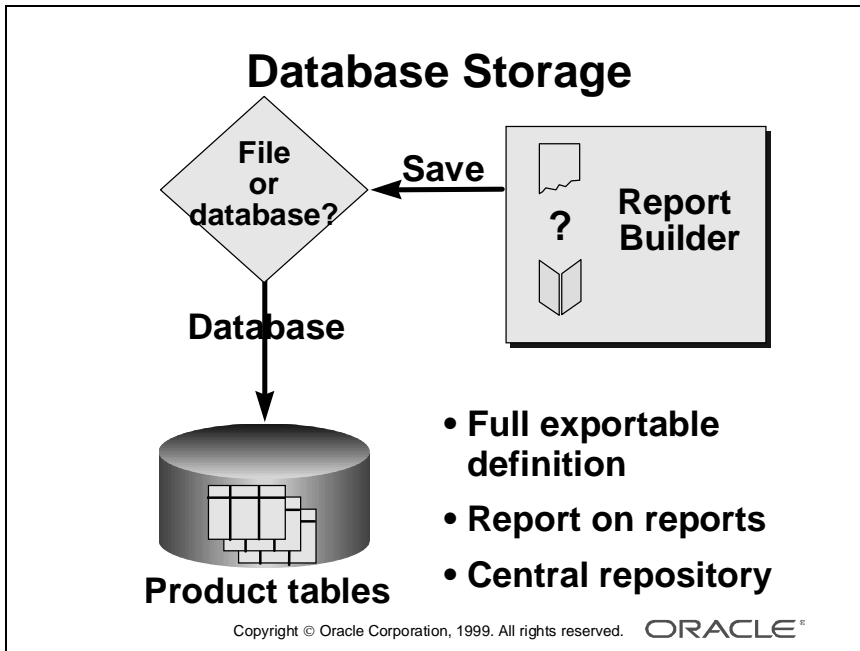 Database Storage
File
or
database?
Save
?
Report
Builder
Database
Product tables
• Full exportable
definition
• Report on reports
• Central repository
Copyright © Oracle Corporation, 1999. All rights reserved.
ORACLE®